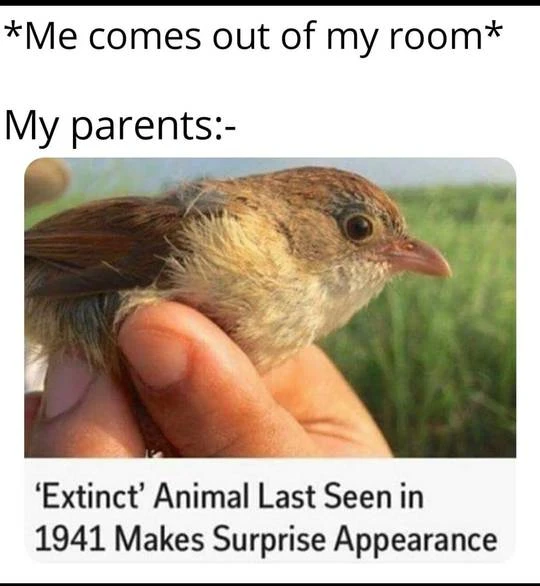 *Me comes out of my room*
My parents:-
‘Extinct’ Animal Last Seen in
1941 Makes Surprise Appearance